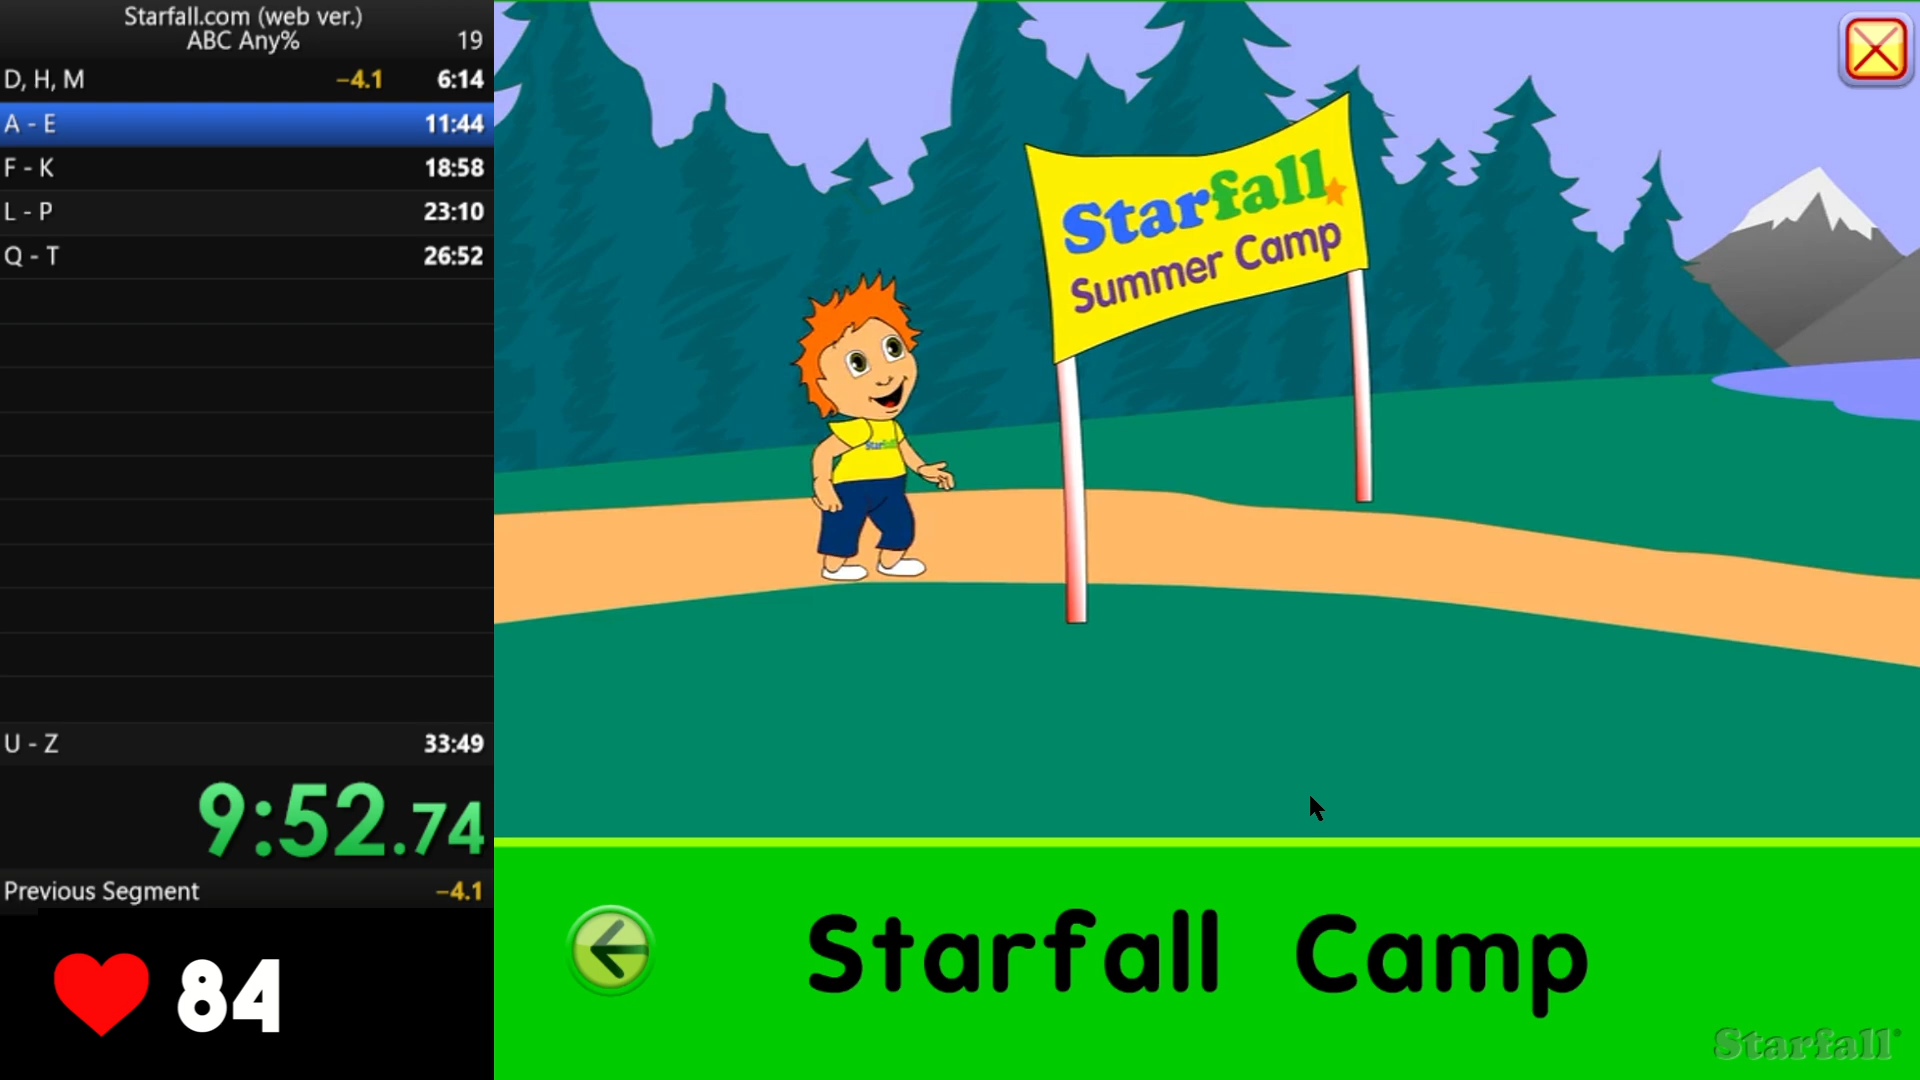 Starfall.com (web ver.)
ABC Any% 19
D, H, M −4.1 6:14
A - E 11:44
F - K 18:58
L - P 23:10
Q - T 26:52
U - Z 33:49
9:52.74
Previous Segment −4.1
84
Starfall
Summer Camp
Starfall
Starfall Camp
Starfall®